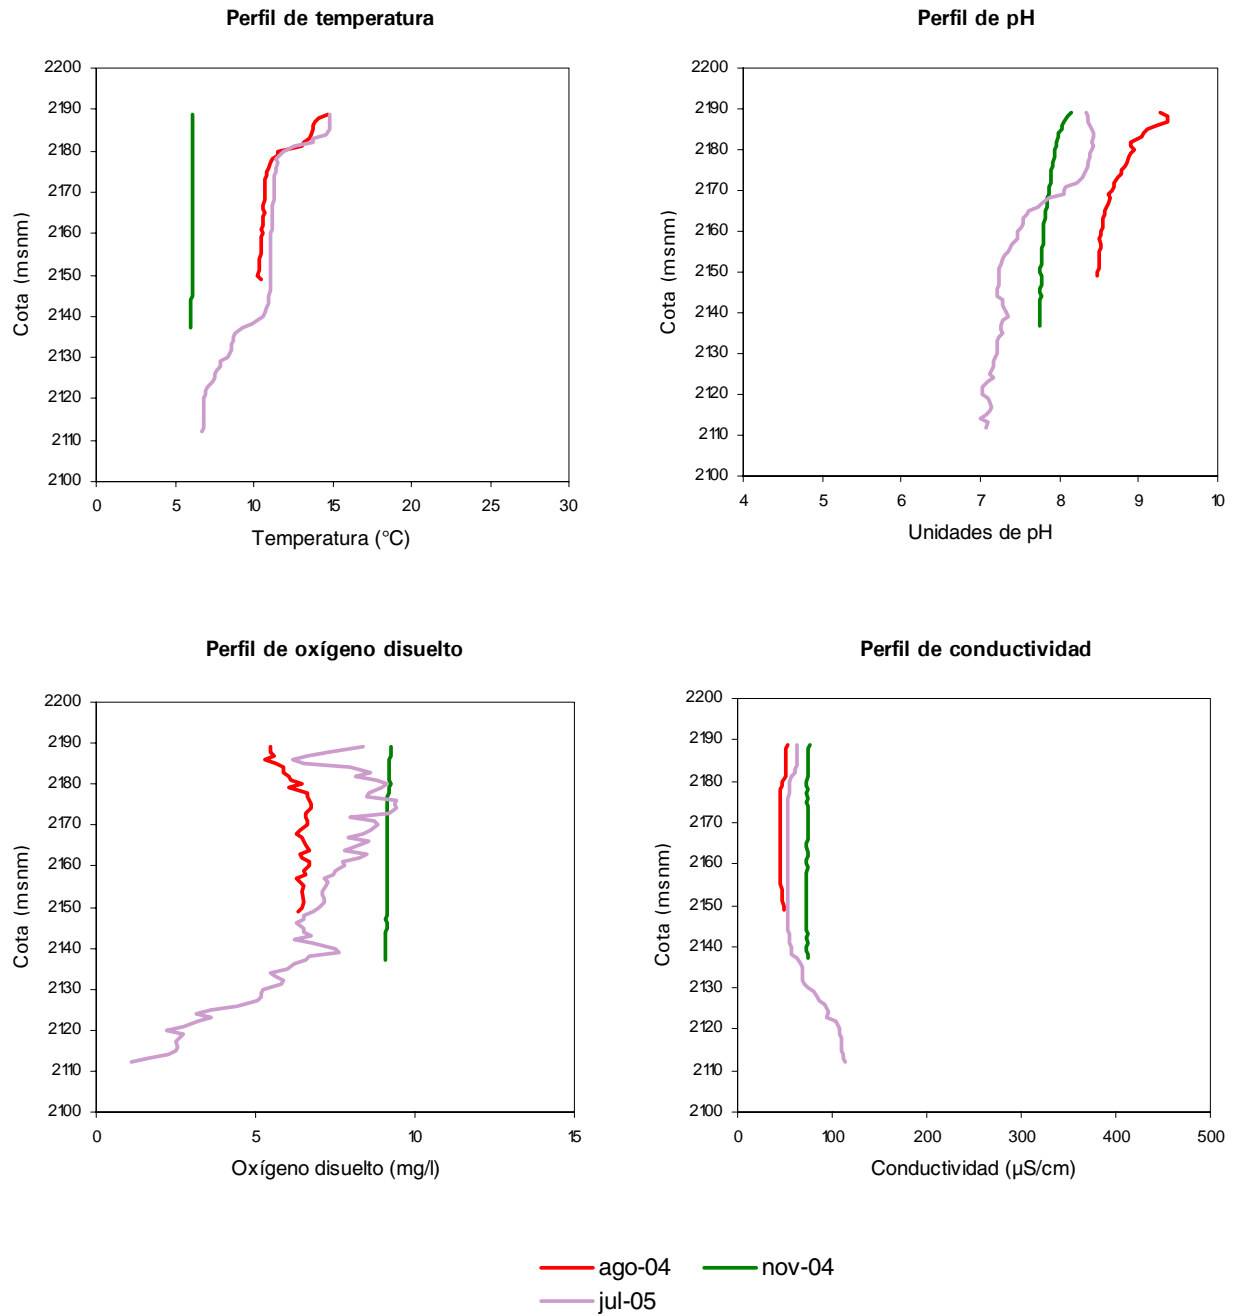 Perfil de temperatura
2200
2190
2180
2170
2160
2150
2140
2130
2120
2110
2100
Cota (msnm)
0 5 10 15 20 25 30
Temperatura (°C)
Perfil de pH
2200
2190
2180
2170
2160
2150
2140
2130
2120
2110
2100
Cota (msnm)
4 5 6 7 8 9 10
Unidades de pH
Perfil de oxígeno disuelto
2200
2190
2180
2170
2160
2150
2140
2130
2120
2110
2100
Cota (msnm)
0 5 10 15
Oxígeno disuelto (mg/l)
Perfil de conductividad
2200
2190
2180
2170
2160
2150
2140
2130
2120
2110
2100
Cota (msnm)
0 100 200 300 400 500
Conductividad (µS/cm)
ago-04 nov-04
jul-05